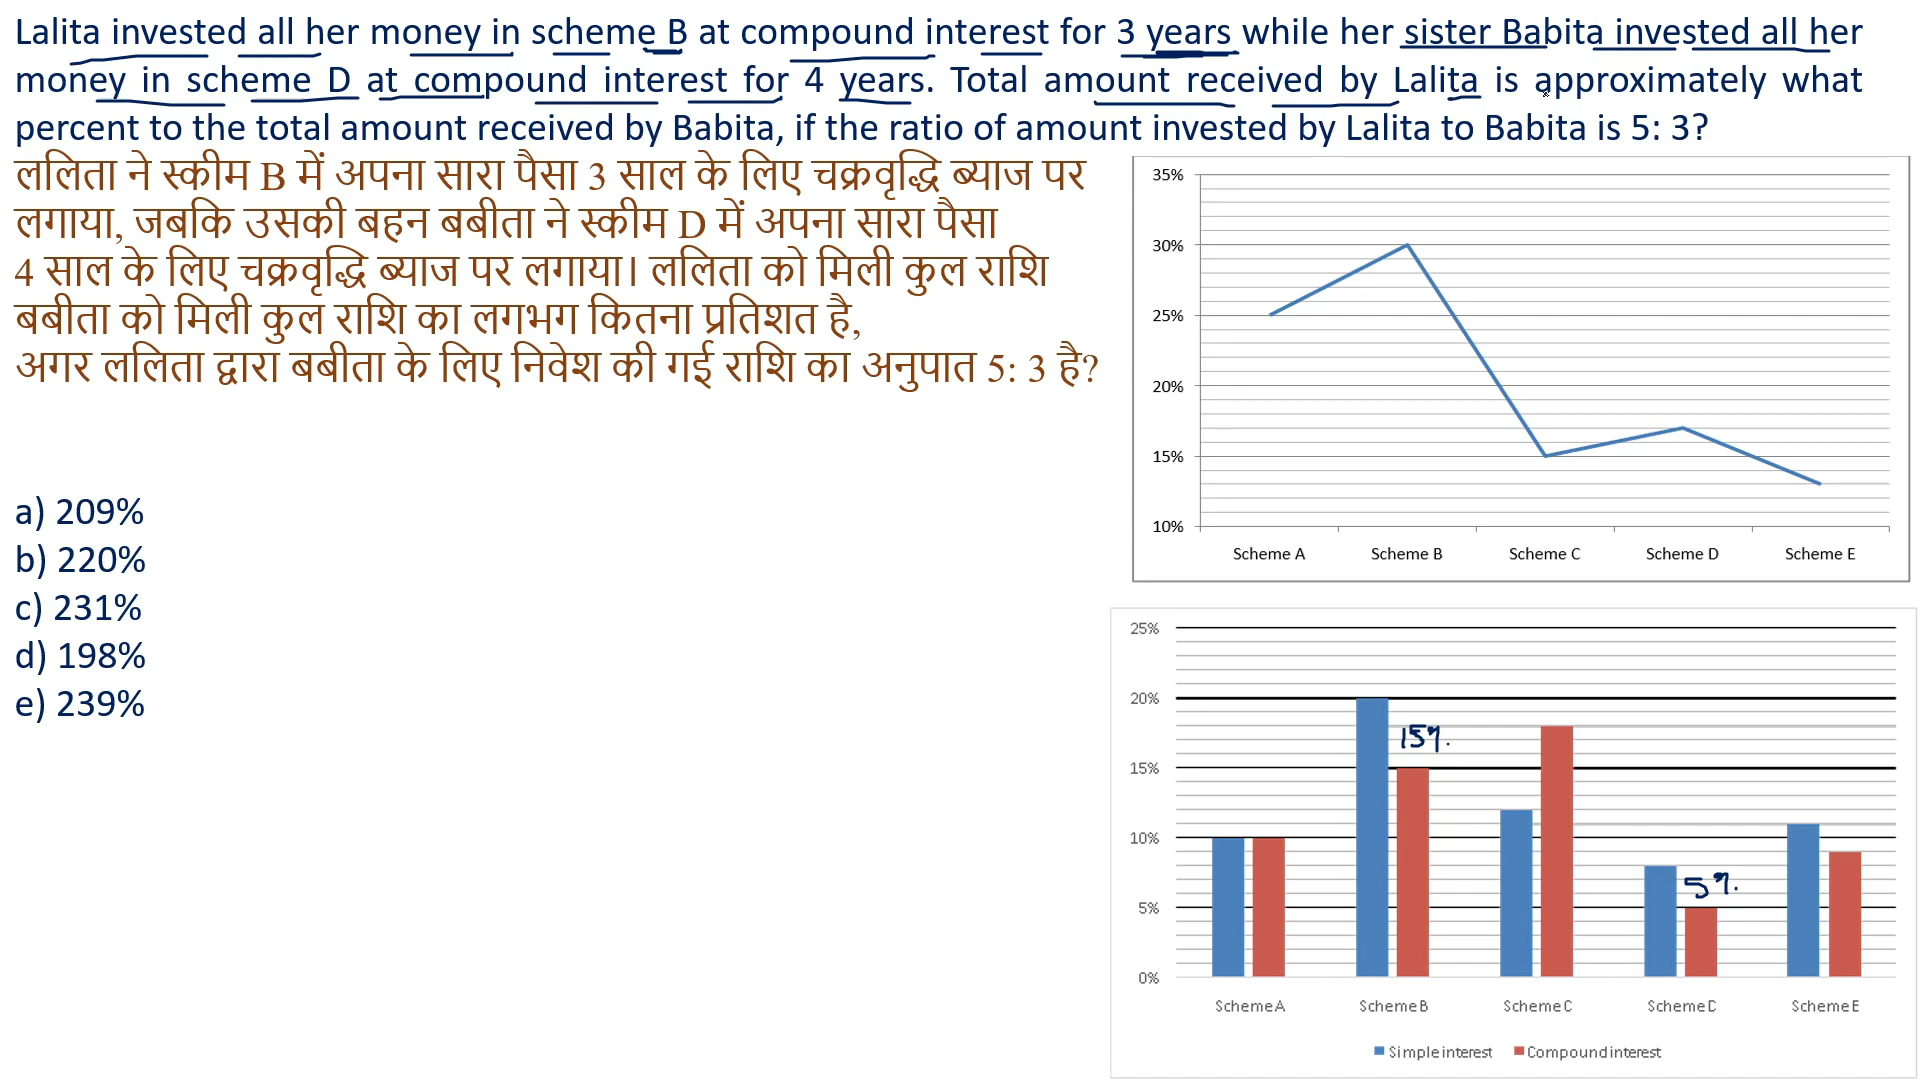 Lalita invested all her money in scheme B at compound interest for 3 years while her sister Babita invested all her
money in scheme D at compound interest for 4 years. Total amount received by Lalita is approximately what
percent to the total amount received by Babita, if the ratio of amount invested by Lalita to Babita is 5: 3?
ललिता ने स्कीम B में अपना सारा पैसा 3 साल के लिए चक्रवृद्धि ब्याज पर
लगाया, जबकि उसकी बहन बबीता ने स्कीम D में अपना सारा पैसा
4 साल के लिए चक्रवृद्धि ब्याज पर लगाया। ललिता को मिली कुल राशि
बबीता को मिली कुल राशि का लगभग कितना प्रतिशत है,
अगर ललिता द्वारा बबीता के लिए निवेश की गई राशि का अनुपात 5: 3 है?
a) 209%
b) 220%
c) 231%
d) 198%
e) 239%
35%
30%
25%
20%
15%
10%
Scheme A Scheme B Scheme C Scheme D Scheme E
25%
20%
15%
10%
5%
0%
15%.
5%.
Scheme A Scheme B Scheme C Scheme D Scheme E
Simple interest Compound interest